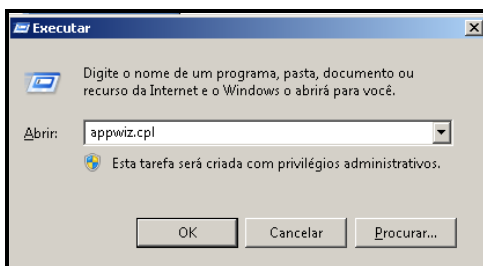 Executar
Digite o nome de um programa, pasta, documento ou
recurso da Internet e o Windows o abrirá para você.
Abrir:
appwiz.cpl
Esta tarefa será criada com privilégios administrativos.
OK
Cancelar
Procurar...